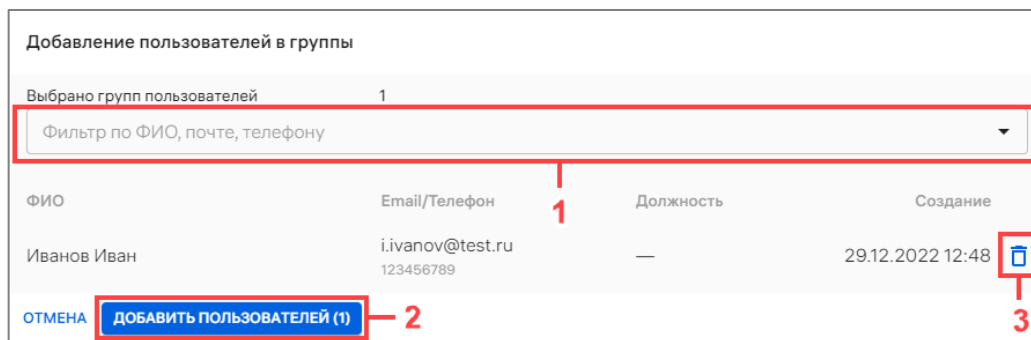 Добавление пользователей в группы
Выбрано групп пользователей 1
Фильтр по ФИО, почте, телефону
1
ФИО Email/Телефон Должность Создание
Иванов Иван i.ivanov@test.ru — 29.12.2022 12:48
123456789
ОТМЕНА ДОБАВИТЬ ПОЛЬЗОВАТЕЛЕЙ (1) 2 3